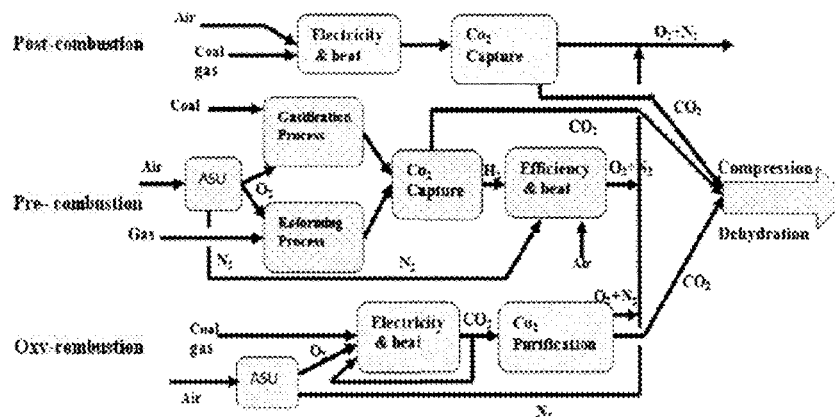 Air
Post-combustion
Coal
gas
Electricity
& heat
Co2
Capture
O2+N2
CO2
Coal
Gasification
Process
CO2
Air
ASU
O2
Pre- combustion
Co2
Capture
H2
Efficiency
& heat
O2+N2
Compression
Gas
Reforming
Process
Dehydration
N2
N2
Air
CO2
O2+N2
Coal
gas
Electricity
& heat
CO2
Co2
Purification
Oxy-combustion
O2
ASU
Air
N2